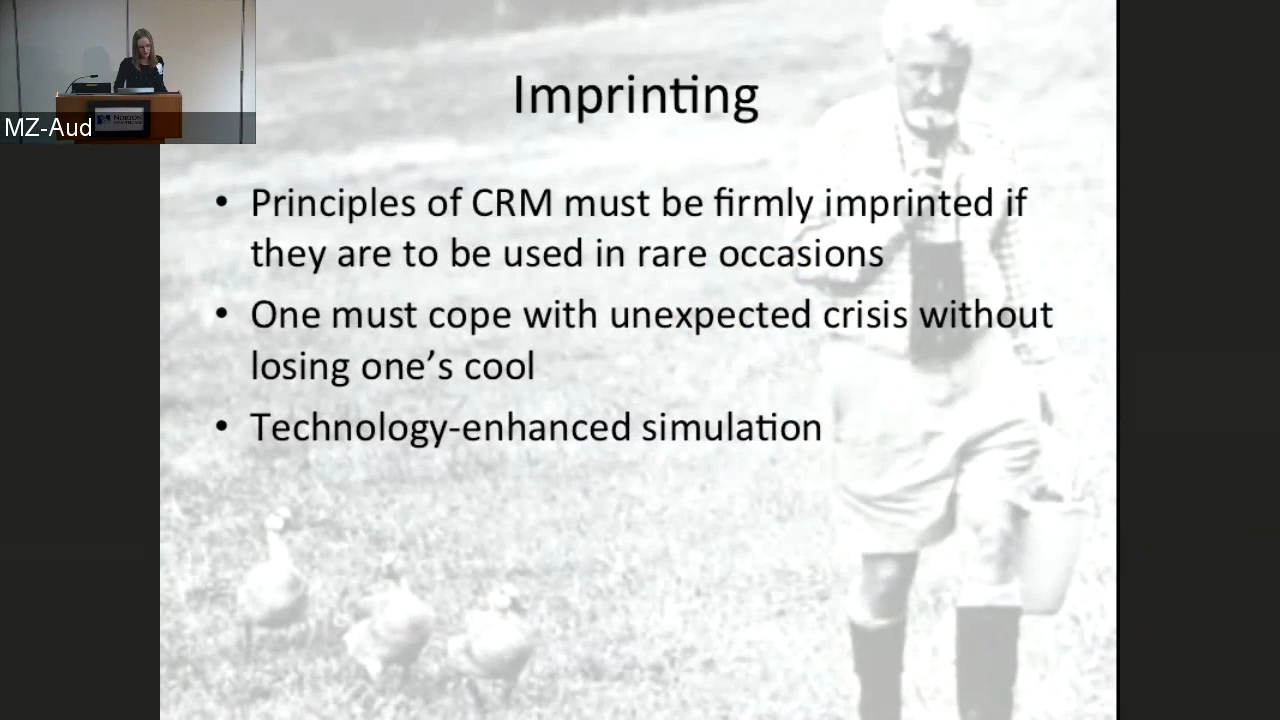 Imprinting
• Principles of CRM must be firmly imprinted if
they are to be used in rare occasions
• One must cope with unexpected crisis without
losing one’s cool
• Technology-enhanced simulation
MZ-Aud
NORTON